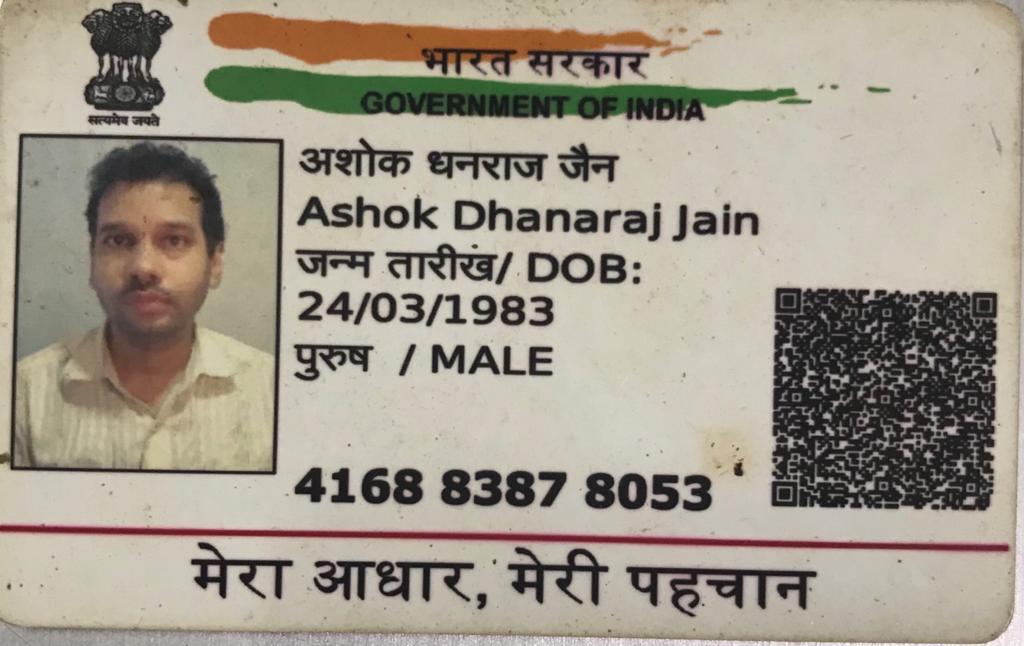 भारत सरकार
GOVERNMENT OF INDIA
सत्यमेव जयते
अशोक धनराज जैन
Ashok Dhanaraj Jain
जन्म तारीख/ DOB:
24/03/1983
पुरुष / MALE
4168 8387 8053
मेरा आधार, मेरी पहचान